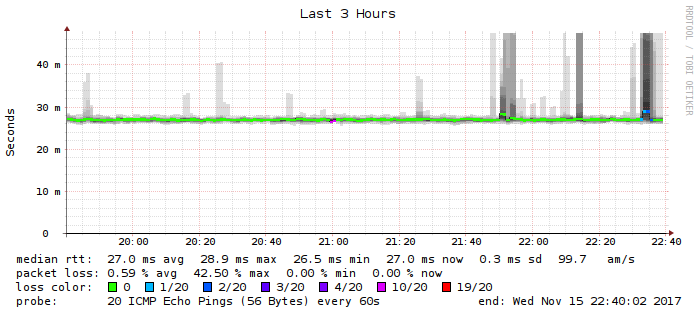 Last 3 Hours
RRDTOOL / TOBI OETIKER
Seconds
40 m
30 m
20 m
10 m
0
20:00 20:20 20:40 21:00 21:20 21:40 22:00 22:20 22:40
median rtt: 27.0 ms avg 28.9 ms max 26.5 ms min 27.0 ms now 0.3 ms sd 99.7 am/s
packet loss: 0.59 % avg 42.50 % max 0.00 % min 0.00 % now
loss color: 0 1/20 2/20 3/20 4/20 10/20 19/20
probe: 20 ICMP Echo Pings (56 Bytes) every 60s end: Wed Nov 15 22:40:02 2017